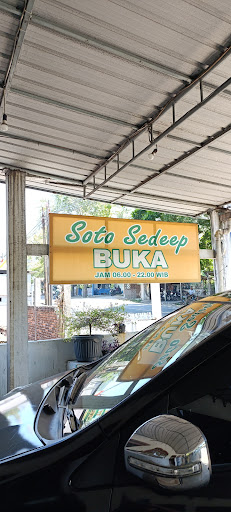 Soto Sedeep
BUKA
JAM 06:00 - 22:00 WIB